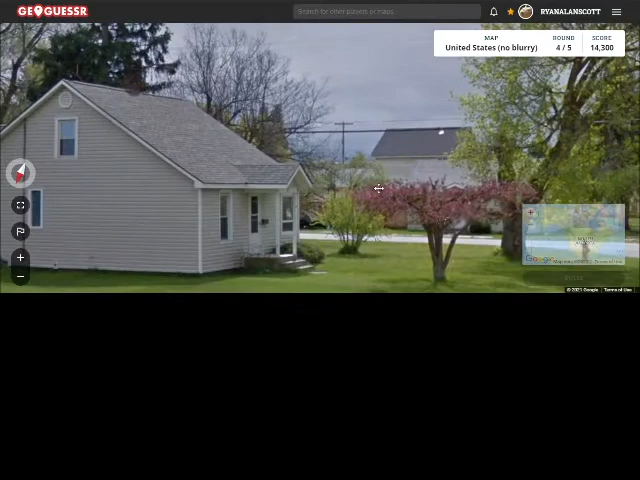 GEOGUESSR
Search for other players or maps
RYANALANSCOTT
MAP
United States (no blurry)
ROUND
4 / 5
SCORE
14,300
Google
© 2021 Google
Terms of Use